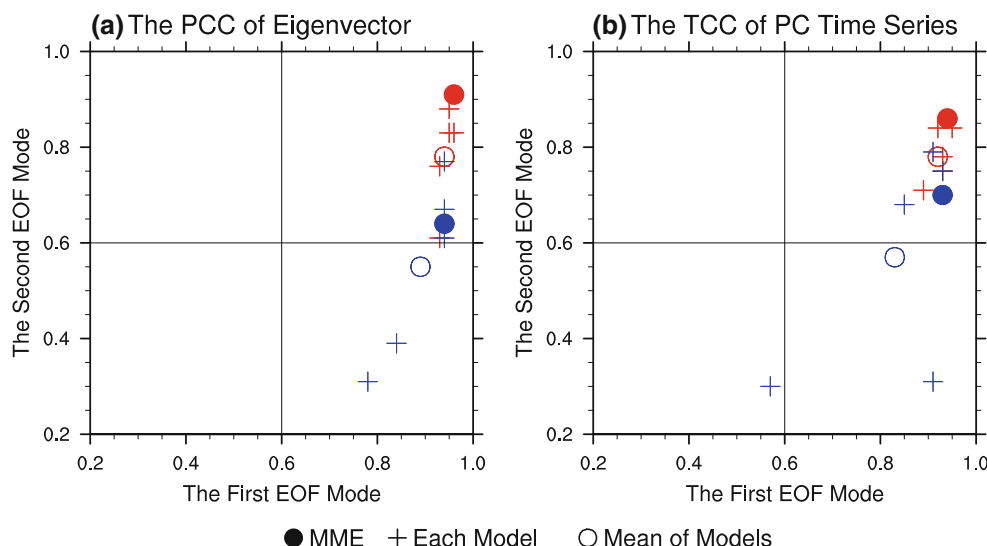 (a) The PCC of Eigenvector
1.0
0.8
0.6
0.4
0.2
The Second EOF Mode
0.2 0.4 0.6 0.8 1.0
The First EOF Mode
(b) The TCC of PC Time Series
1.0
0.8
0.6
0.4
0.2
The Second EOF Mode
0.2 0.4 0.6 0.8 1.0
The First EOF Mode
MME Each Model Mean of Models